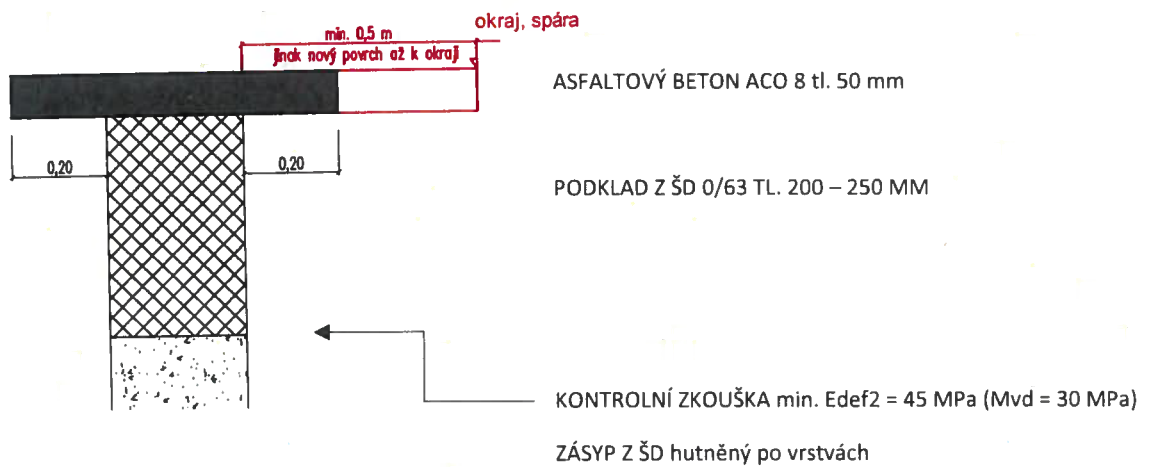 okraj, spára
min. 0,5 m
jinak nový povrch až k okraji
ASFALTOVÝ BETON ACO 8 tl. 50 mm
0,20
0,20
PODKLAD Z ŠD 0/63 TL. 200 – 250 MM
KONTROLNÍ ZKOUŠKA min. Edef2 = 45 MPa (Mvd = 30 MPa)
ZÁSYP Z ŠD hutněný po vrstvách